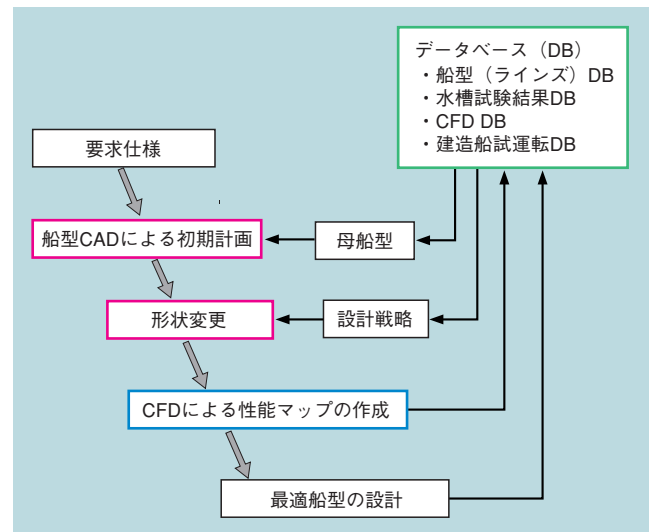 データベース（DB）
・船型（ラインズ）DB
・水槽試験結果DB
・CFD DB
・建造船試運転DB
要求仕様
船型CADによる初期計画
母船型
形状変更
設計戦略
CFDによる性能マップの作成
最適船型の設計